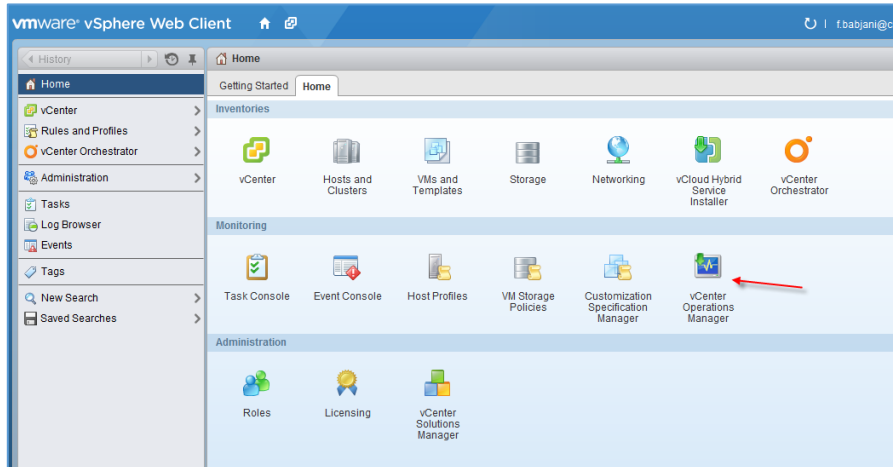 vmware® vSphere Web Client
f.babjani@c
History
Home
vCenter
Rules and Profiles
vCenter Orchestrator
Administration
Tasks
Log Browser
Events
Tags
New Search
Saved Searches
Home
Getting Started
Home
Inventories
vCenter
Hosts and
Clusters
VMs and
Templates
Storage
Networking
vCloud Hybrid
Service
Installer
vCenter
Orchestrator
Monitoring
Task Console
Event Console
Host Profiles
VM Storage
Policies
Customization
Specification
Manager
vCenter
Operations
Manager
Administration
Roles
Licensing
vCenter
Solutions
Manager